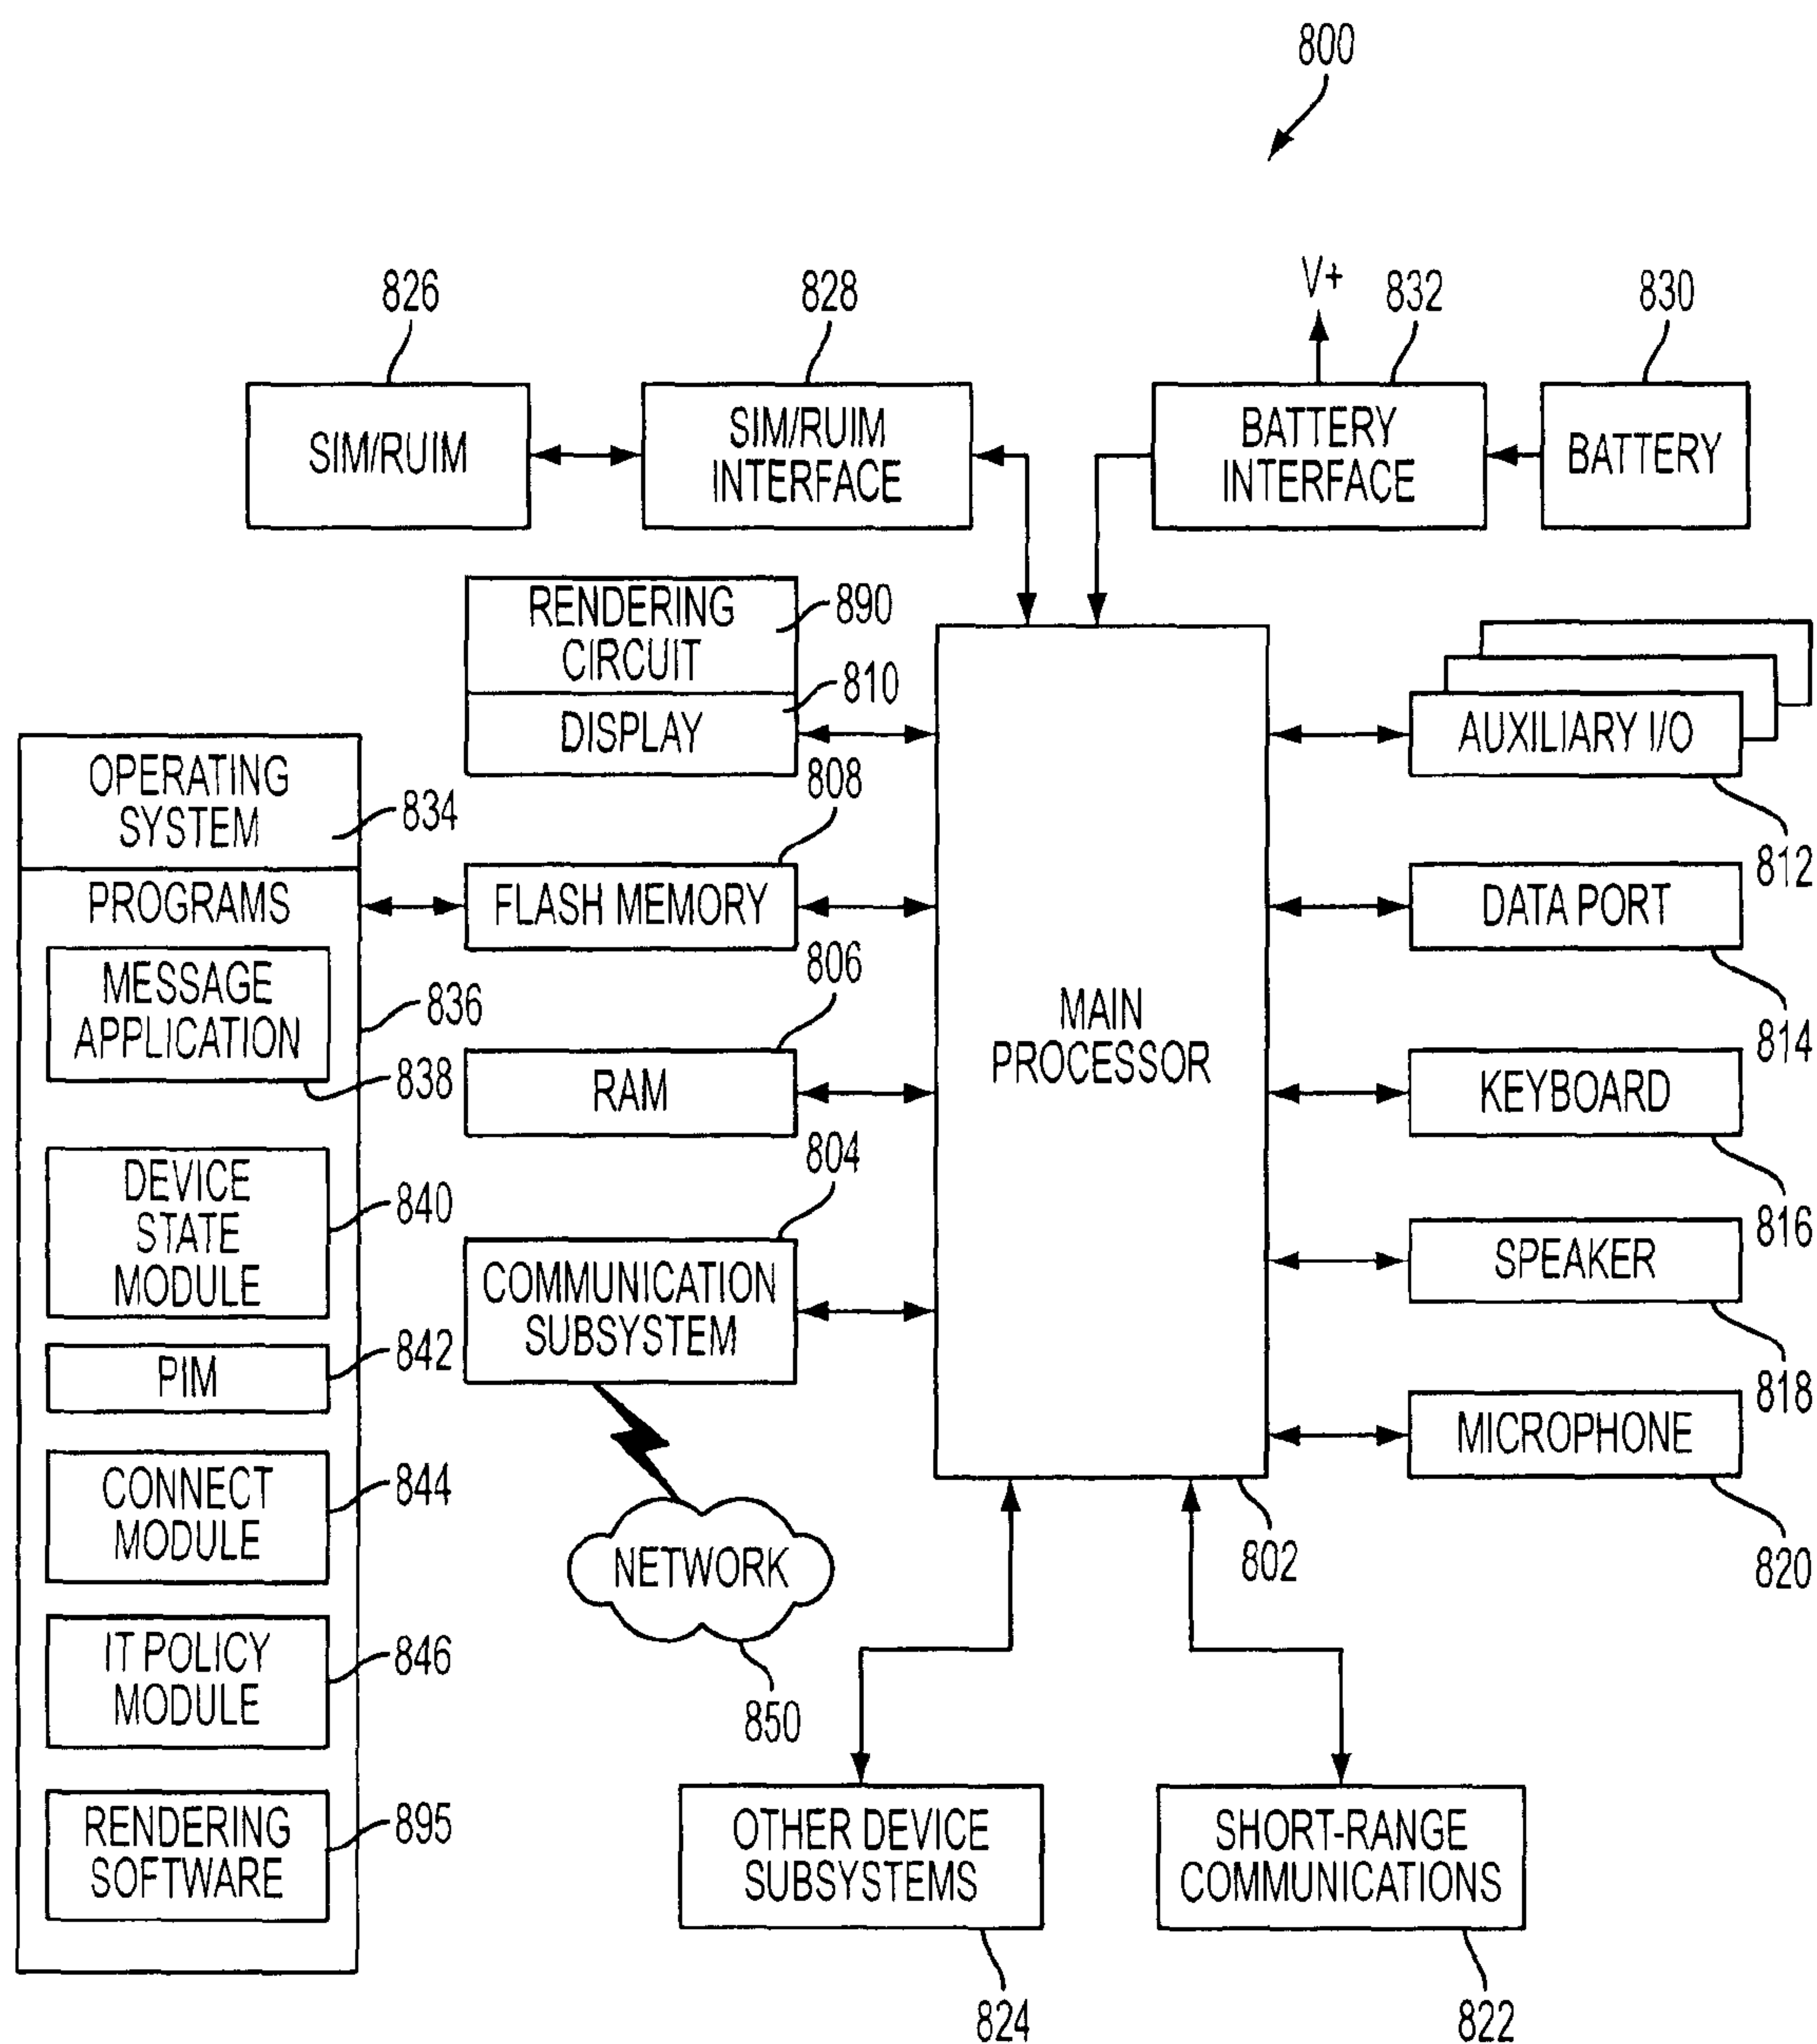 800
826
828
V+
832
830
SIM/RUIM
SIM/RUIM
INTERFACE
BATTERY
INTERFACE
BATTERY
RENDERING
CIRCUIT
890
DISPLAY
810
AUXILIARY I/O
812
OPERATING
SYSTEM
834
808
PROGRAMS
FLASH MEMORY
DATA PORT
814
MESSAGE
APPLICATION
836
838
806
RAM
MAIN
PROCESSOR
KEYBOARD
816
DEVICE
STATE
MODULE
840
804
COMMUNICATION
SUBSYSTEM
SPEAKER
818
PIM
842
MICROPHONE
820
CONNECT
MODULE
844
NETWORK
850
802
IT POLICY
MODULE
846
RENDERING
SOFTWARE
895
OTHER DEVICE
SUBSYSTEMS
824
SHORT-RANGE
COMMUNICATIONS
822